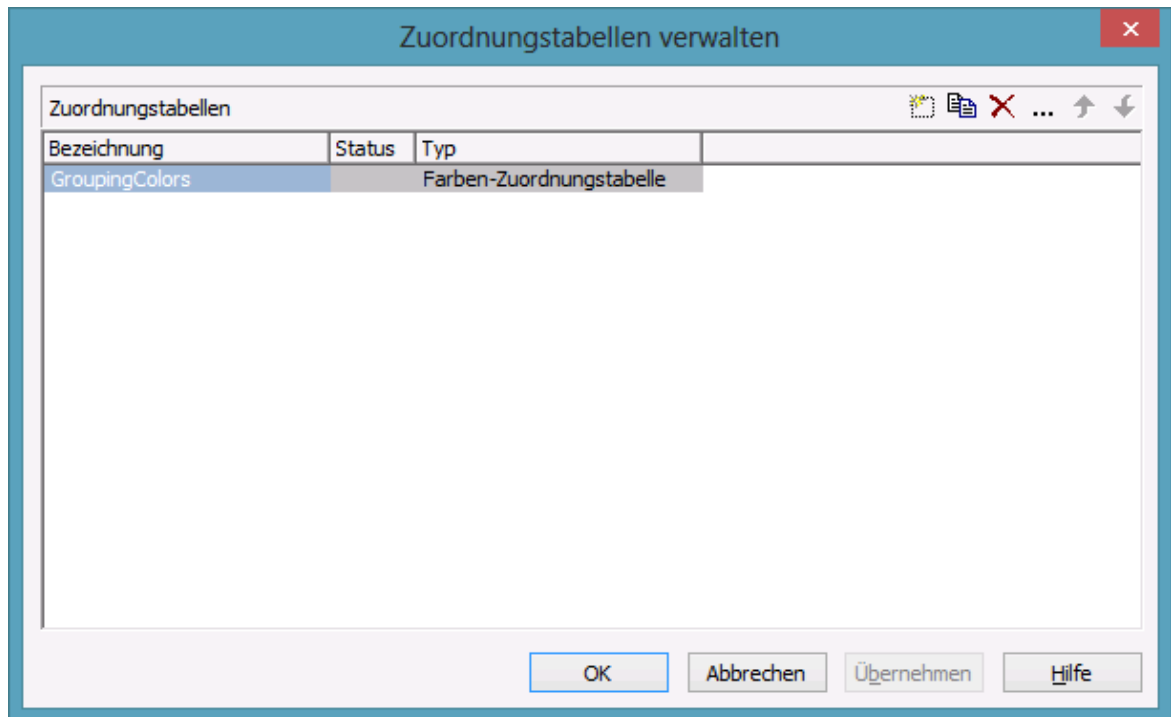 Zuordnungstabellen verwalten
Zuordnungstabellen
Bezeichnung Status Typ
GroupingColors Farben-Zuordnungstabelle
OK Abbrechen Übernehmen Hilfe